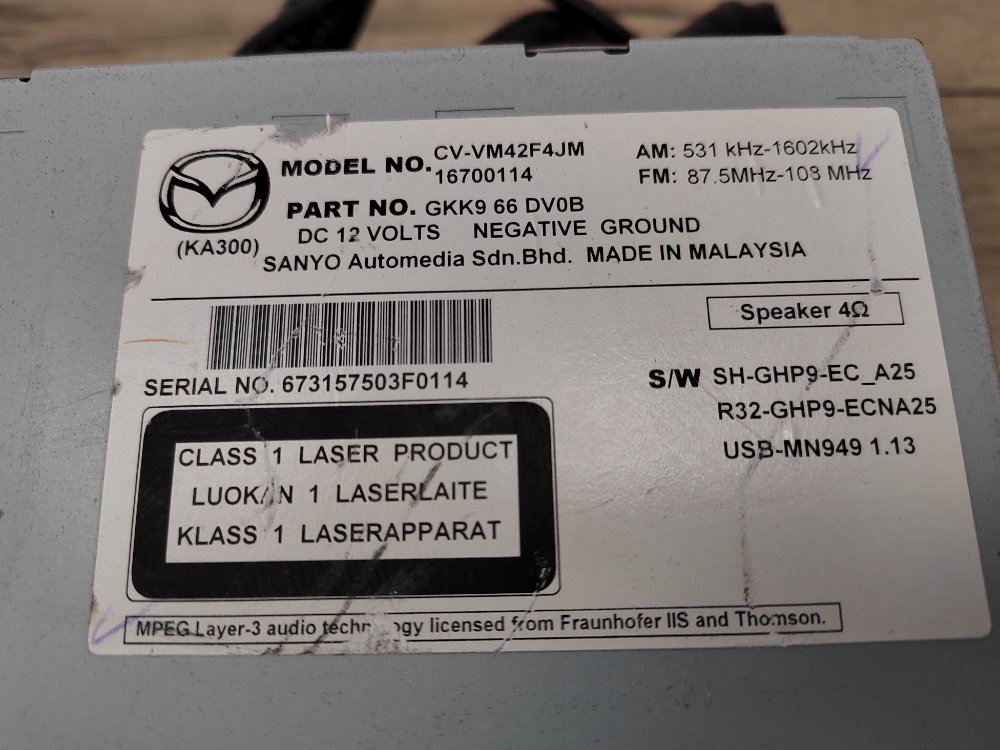 MODEL NO. CV-VM42F4JM
16700114
AM: 531 kHz-1602kHz
FM: 87.5MHz-108 MHz
PART NO. GKK9 66 DV0B
(KA300)
DC 12 VOLTS NEGATIVE GROUND
SANYO Automedia Sdn.Bhd. MADE IN MALAYSIA
Speaker 4Ω
SERIAL NO. 673157503F0114
S/W SH-GHP9-EC_A25
R32-GHP9-ECNA25
USB-MN949 1.13
CLASS 1 LASER PRODUCT
LUOKAN 1 LASERLAITE
KLASS 1 LASERAPPARAT
MPEG Layer-3 audio technology licensed from Fraunhofer IIS and Thomson.